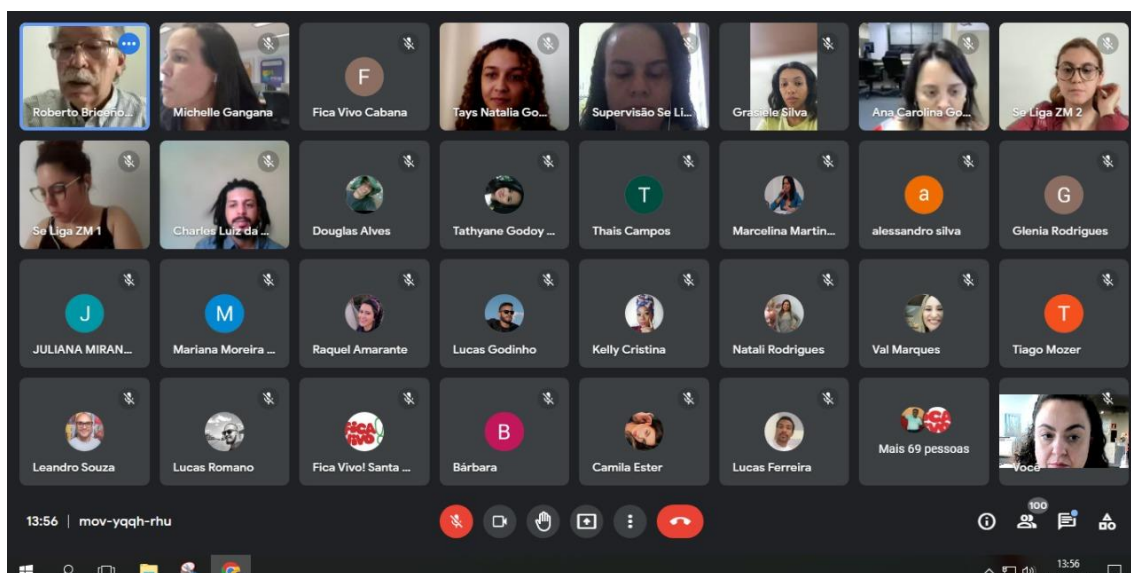 Roberto Briceño...
Michelle Gangana
F
Fica Vivo Cabana
Tays Natalia Go...
Supervisão Se Li...
Grasiele Silva
Ana Carolina Go...
Se Liga ZM 2
Se Liga ZM 1
Charles Luiz da ...
Douglas Alves
Tathyane Godoy ...
T
Thais Campos
Marcelina Martin...
a
alessandro silva
G
Glenia Rodrigues
J
JULIANA MIRAN...
M
Mariana Moreira ...
Raquel Amarante
Lucas Godinho
Kelly Cristina
Natali Rodrigues
Val Marques
T
Tiago Mozer
Leandro Souza
Lucas Romano
FICA
VIVO
Fica Vivo! Santa ...
B
Bárbara
Camila Ester
Lucas Ferreira
Mais 69 pessoas
Você
13:56 | mov-yqqh-rhu
100
13:56